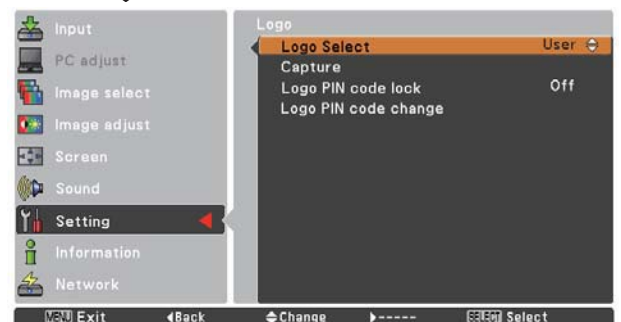 Input
PC adjust
Image select
Image adjust
Screen
Sound
Setting
Information
Network
Logo
Logo Select User
Capture
Logo PIN code lock Off
Logo PIN code change
MENU Exit Back Change ----- SELECT Select